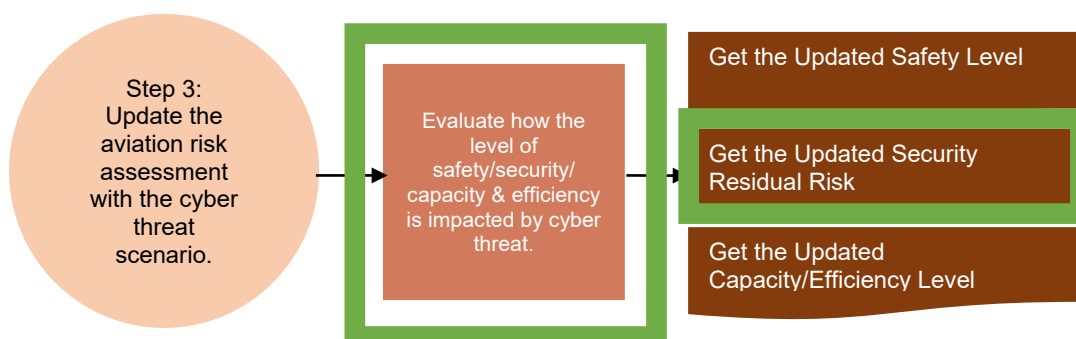 Step 3:
Update the
aviation risk
assessment
with the cyber
threat
scenario.
Evaluate how the
level of
safety/security/
capacity & efficiency
is impacted by cyber
threat.
Get the Updated Safety Level
Get the Updated Security
Residual Risk
Get the Updated
Capacity/Efficiency Level